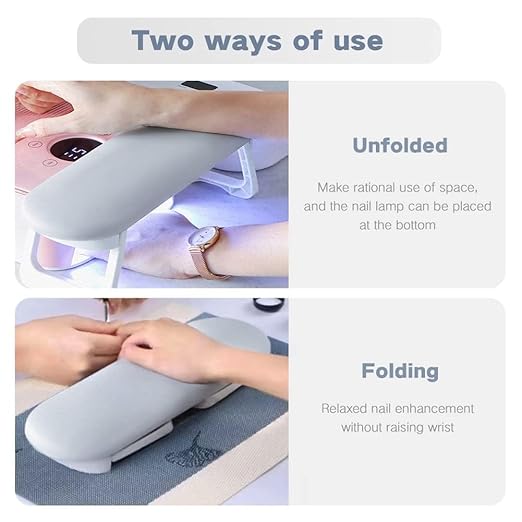 Two ways of use
Unfolded
Make rational use of space,
and the nail lamp can be placed
at the bottom
Folding
Relaxed nail enhancement
without raising wrist